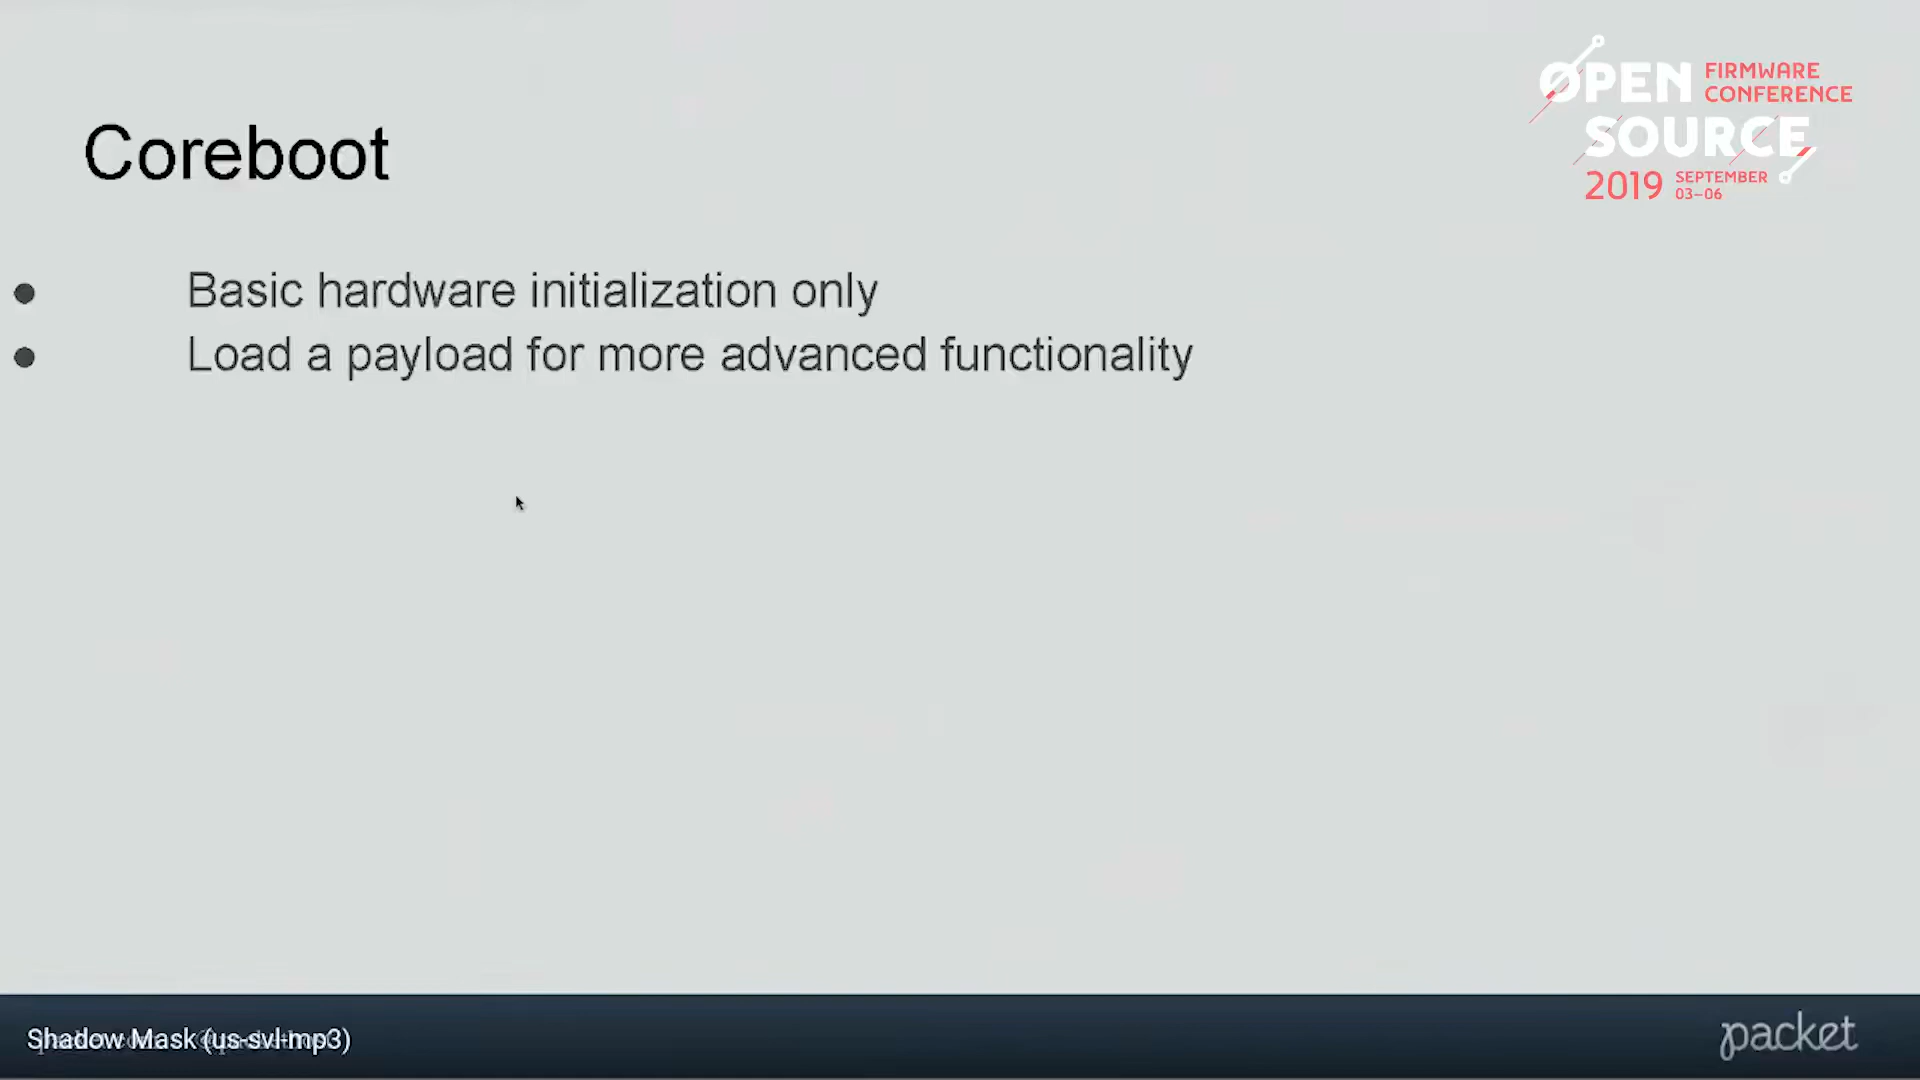 OPEN FIRMWARE
CONFERENCE
SOURCE
2019 SEPTEMBER
03–06
Coreboot
● Basic hardware initialization only
● Load a payload for more advanced functionality
Shadow Mask (us-svl-mp3)
packet